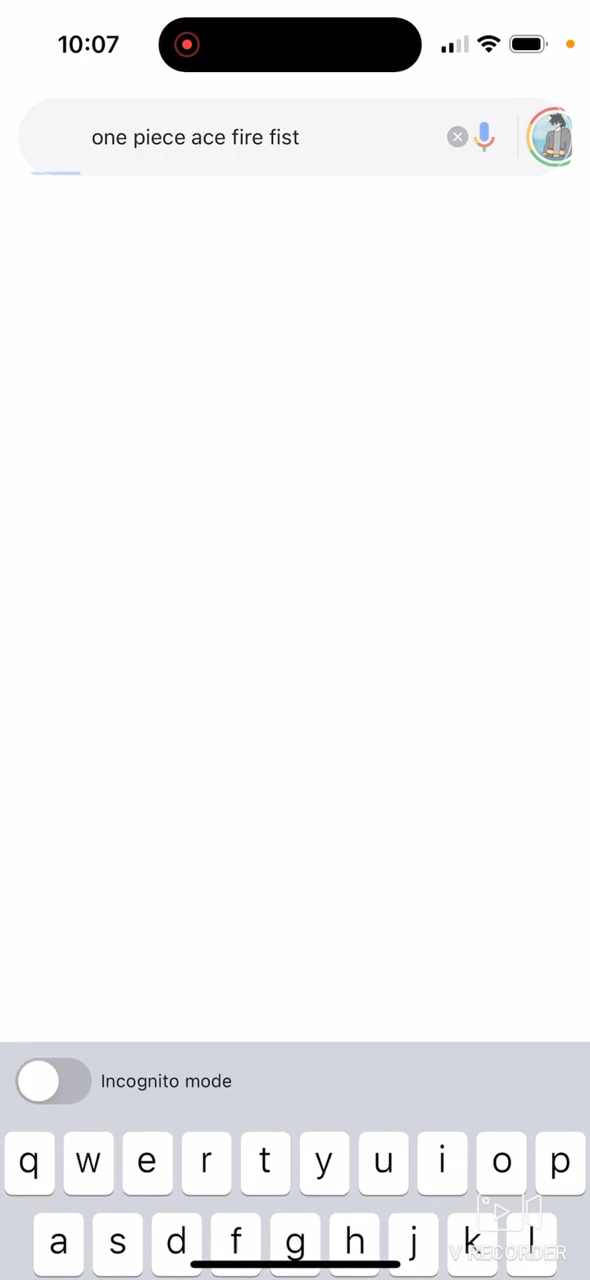 10:07
one piece ace fire fist
Incognito mode
q w e r t y u i o p
a s d f g h j k l
V RECORDER